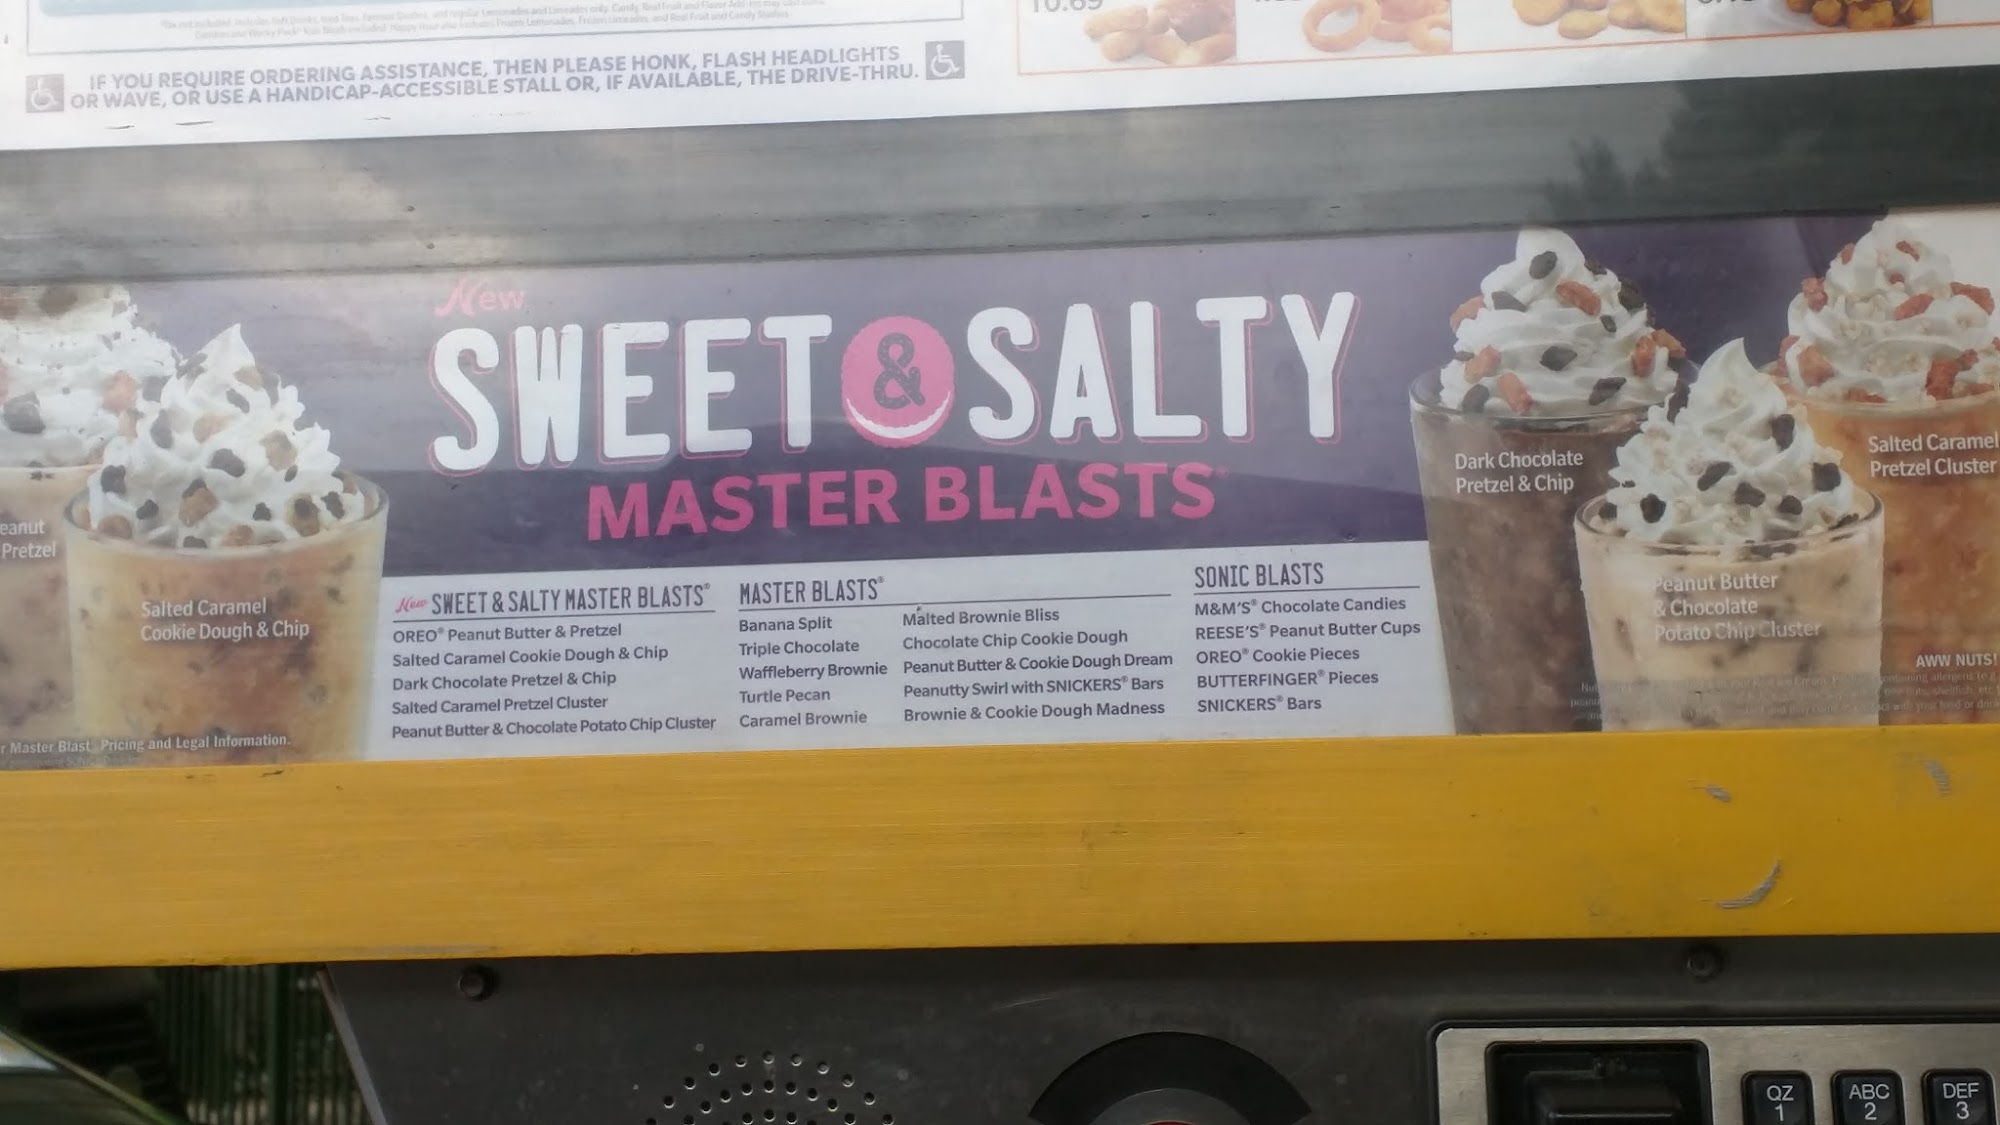 IF YOU REQUIRE ORDERING ASSISTANCE, THEN PLEASE HONK, FLASH HEADLIGHTS
OR WAVE, OR USE A HANDICAP-ACCESSIBLE STALL OR, IF AVAILABLE, THE DRIVE-THRU.
10.69
New
SWEET & SALTY
MASTER BLASTS®
eanut
Pretzel
Salted Caramel
Cookie Dough & Chip
r Master Blast Pricing and Legal Information.
New SWEET & SALTY MASTER BLASTS®
OREO® Peanut Butter & Pretzel
Salted Caramel Cookie Dough & Chip
Dark Chocolate Pretzel & Chip
Salted Caramel Pretzel Cluster
Peanut Butter & Chocolate Potato Chip Cluster
MASTER BLASTS®
Banana Split
Triple Chocolate
Waffleberry Brownie
Turtle Pecan
Caramel Brownie
Malted Brownie Bliss
Chocolate Chip Cookie Dough
Peanut Butter & Cookie Dough Dream
Peanutty Swirl with SNICKERS® Bars
Brownie & Cookie Dough Madness
SONIC BLASTS
M&M'S® Chocolate Candies
REESE'S® Peanut Butter Cups
OREO® Cookie Pieces
BUTTERFINGER® Pieces
SNICKERS® Bars
Dark Chocolate
Pretzel & Chip
Peanut Butter
& Chocolate
Potato Chip Cluster
Salted Caramel
Pretzel Cluster
AWW NUTS!
QZ
1
ABC
2
DEF
3